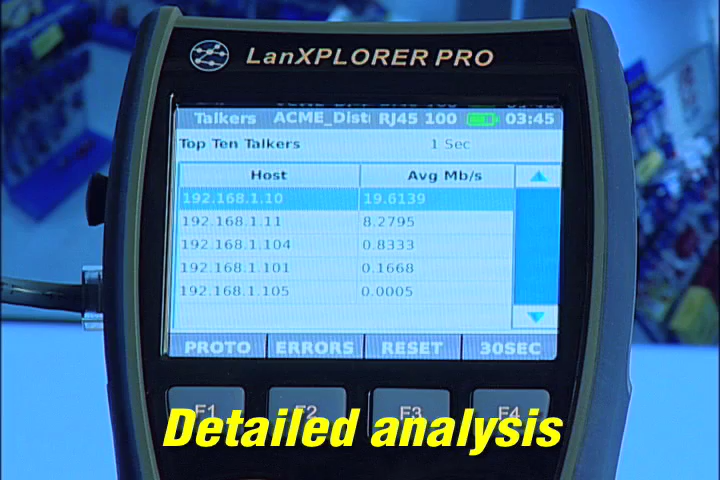 LanXPLORER PRO
Talkers ACME_Dist RJ45 100 03:45
Top Ten Talkers 1 Sec
Host Avg Mb/s
192.168.1.10 19.6139
192.168.1.11 8.2795
192.168.1.104 0.8333
192.168.1.101 0.1668
192.168.1.105 0.0005
PROTO ERRORS RESET 30SEC
F1 F2 F3 F4
Detailed analysis